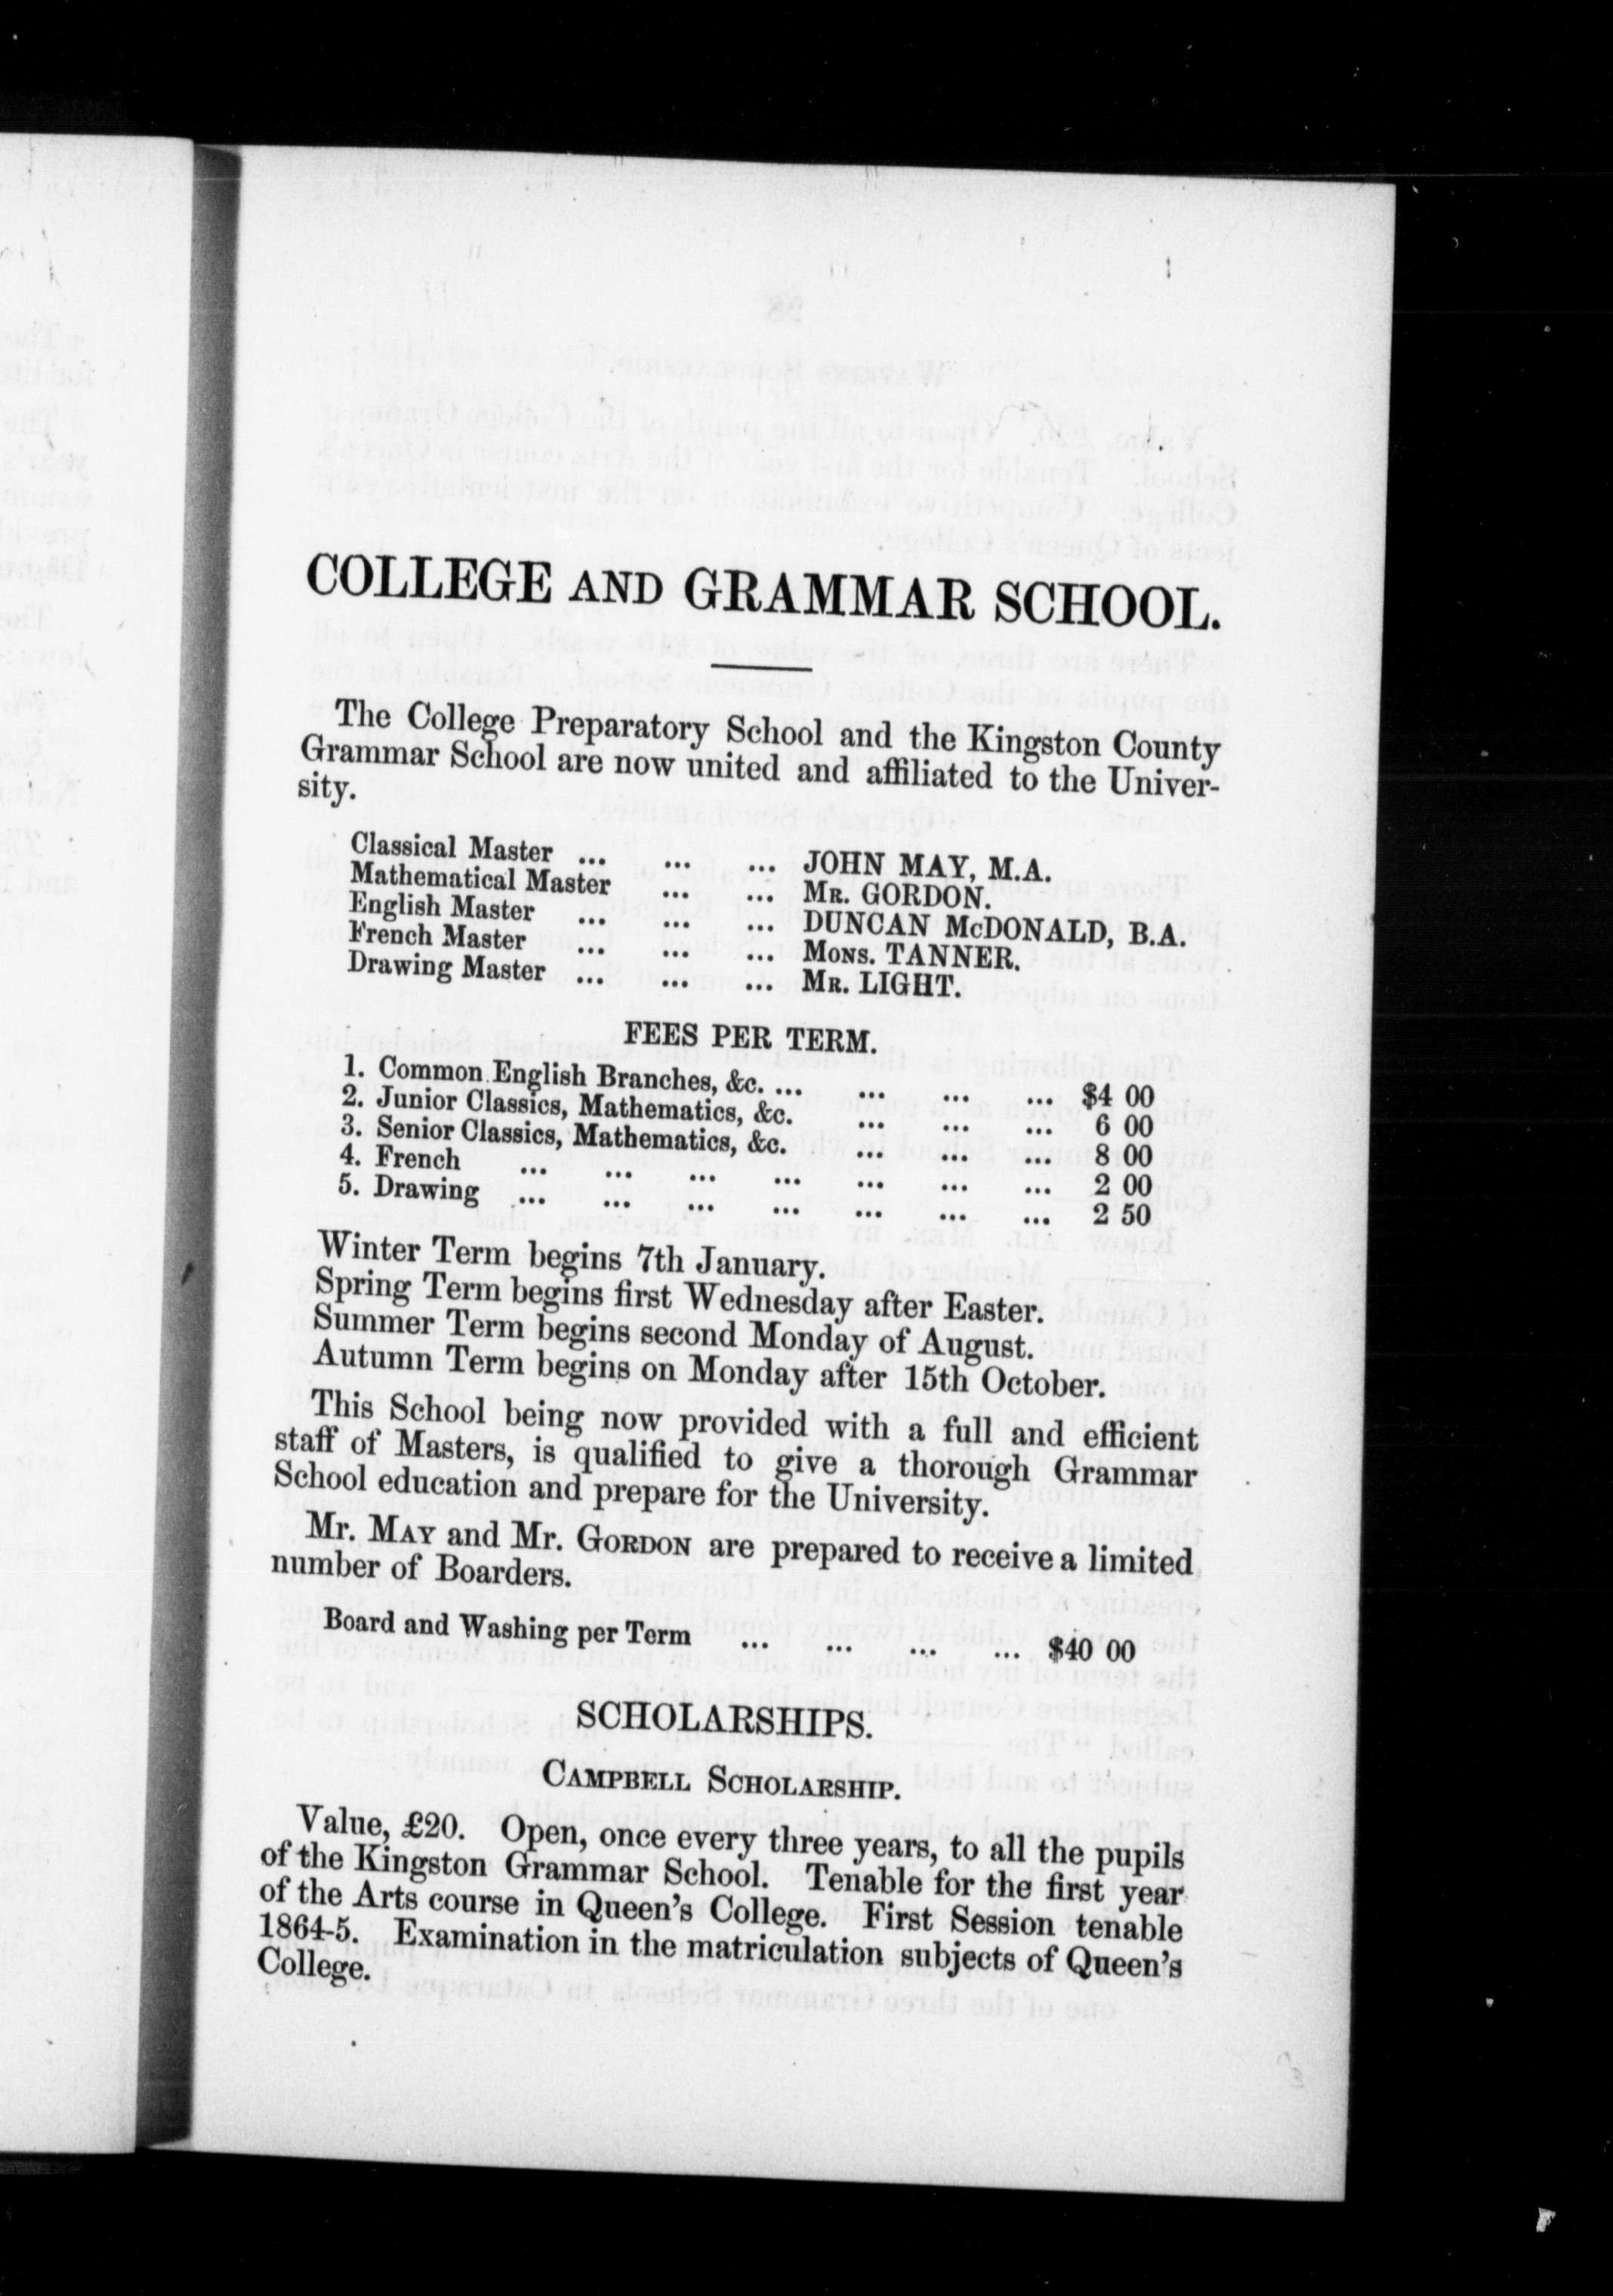 COLLEGE AND GRAMMAR SCHOOL.
The College Preparatory School and the Kingston County
Grammar School are now united and affiliated to the Univer-
sity.
Classical Master ... ... ... JOHN MAY, M.A.
Mathematical Master ... ... MR. GORDON.
English Master ... ... ... DUNCAN McDONALD, B.A.
French Master ... ... ... MONS. TANNER.
Drawing Master ... ... ... MR. LIGHT.
FEES PER TERM.
1. Common English Branches, &c. ... ... ... ... $4 00
2. Junior Classics, Mathematics, &c. ... ... ... 6 00
3. Senior Classics, Mathematics, &c. ... ... ... 8 00
4. French ... ... ... ... ... ... ... 2 00
5. Drawing ... ... ... ... ... ... ... 2 50
Winter Term begins 7th January.
Spring Term begins first Wednesday after Easter.
Summer Term begins second Monday of August.
Autumn Term begins on Monday after 15th October.
This School being now provided with a full and efficient
staff of Masters, is qualified to give a thorough Grammar
School education and prepare for the University.
Mr. MAY and Mr. GORDON are prepared to receive a limited
number of Boarders.
Board and Washing per Term ... ... ... ... $40 00
SCHOLARSHIPS.
CAMPBELL SCHOLARSHIP.
Value, £20. Open, once every three years, to all the pupils
of the Kingston Grammar School. Tenable for the first year
of the Arts course in Queen's College. First Session tenable
1864-5. Examination in the matriculation subjects of Queen's
College.